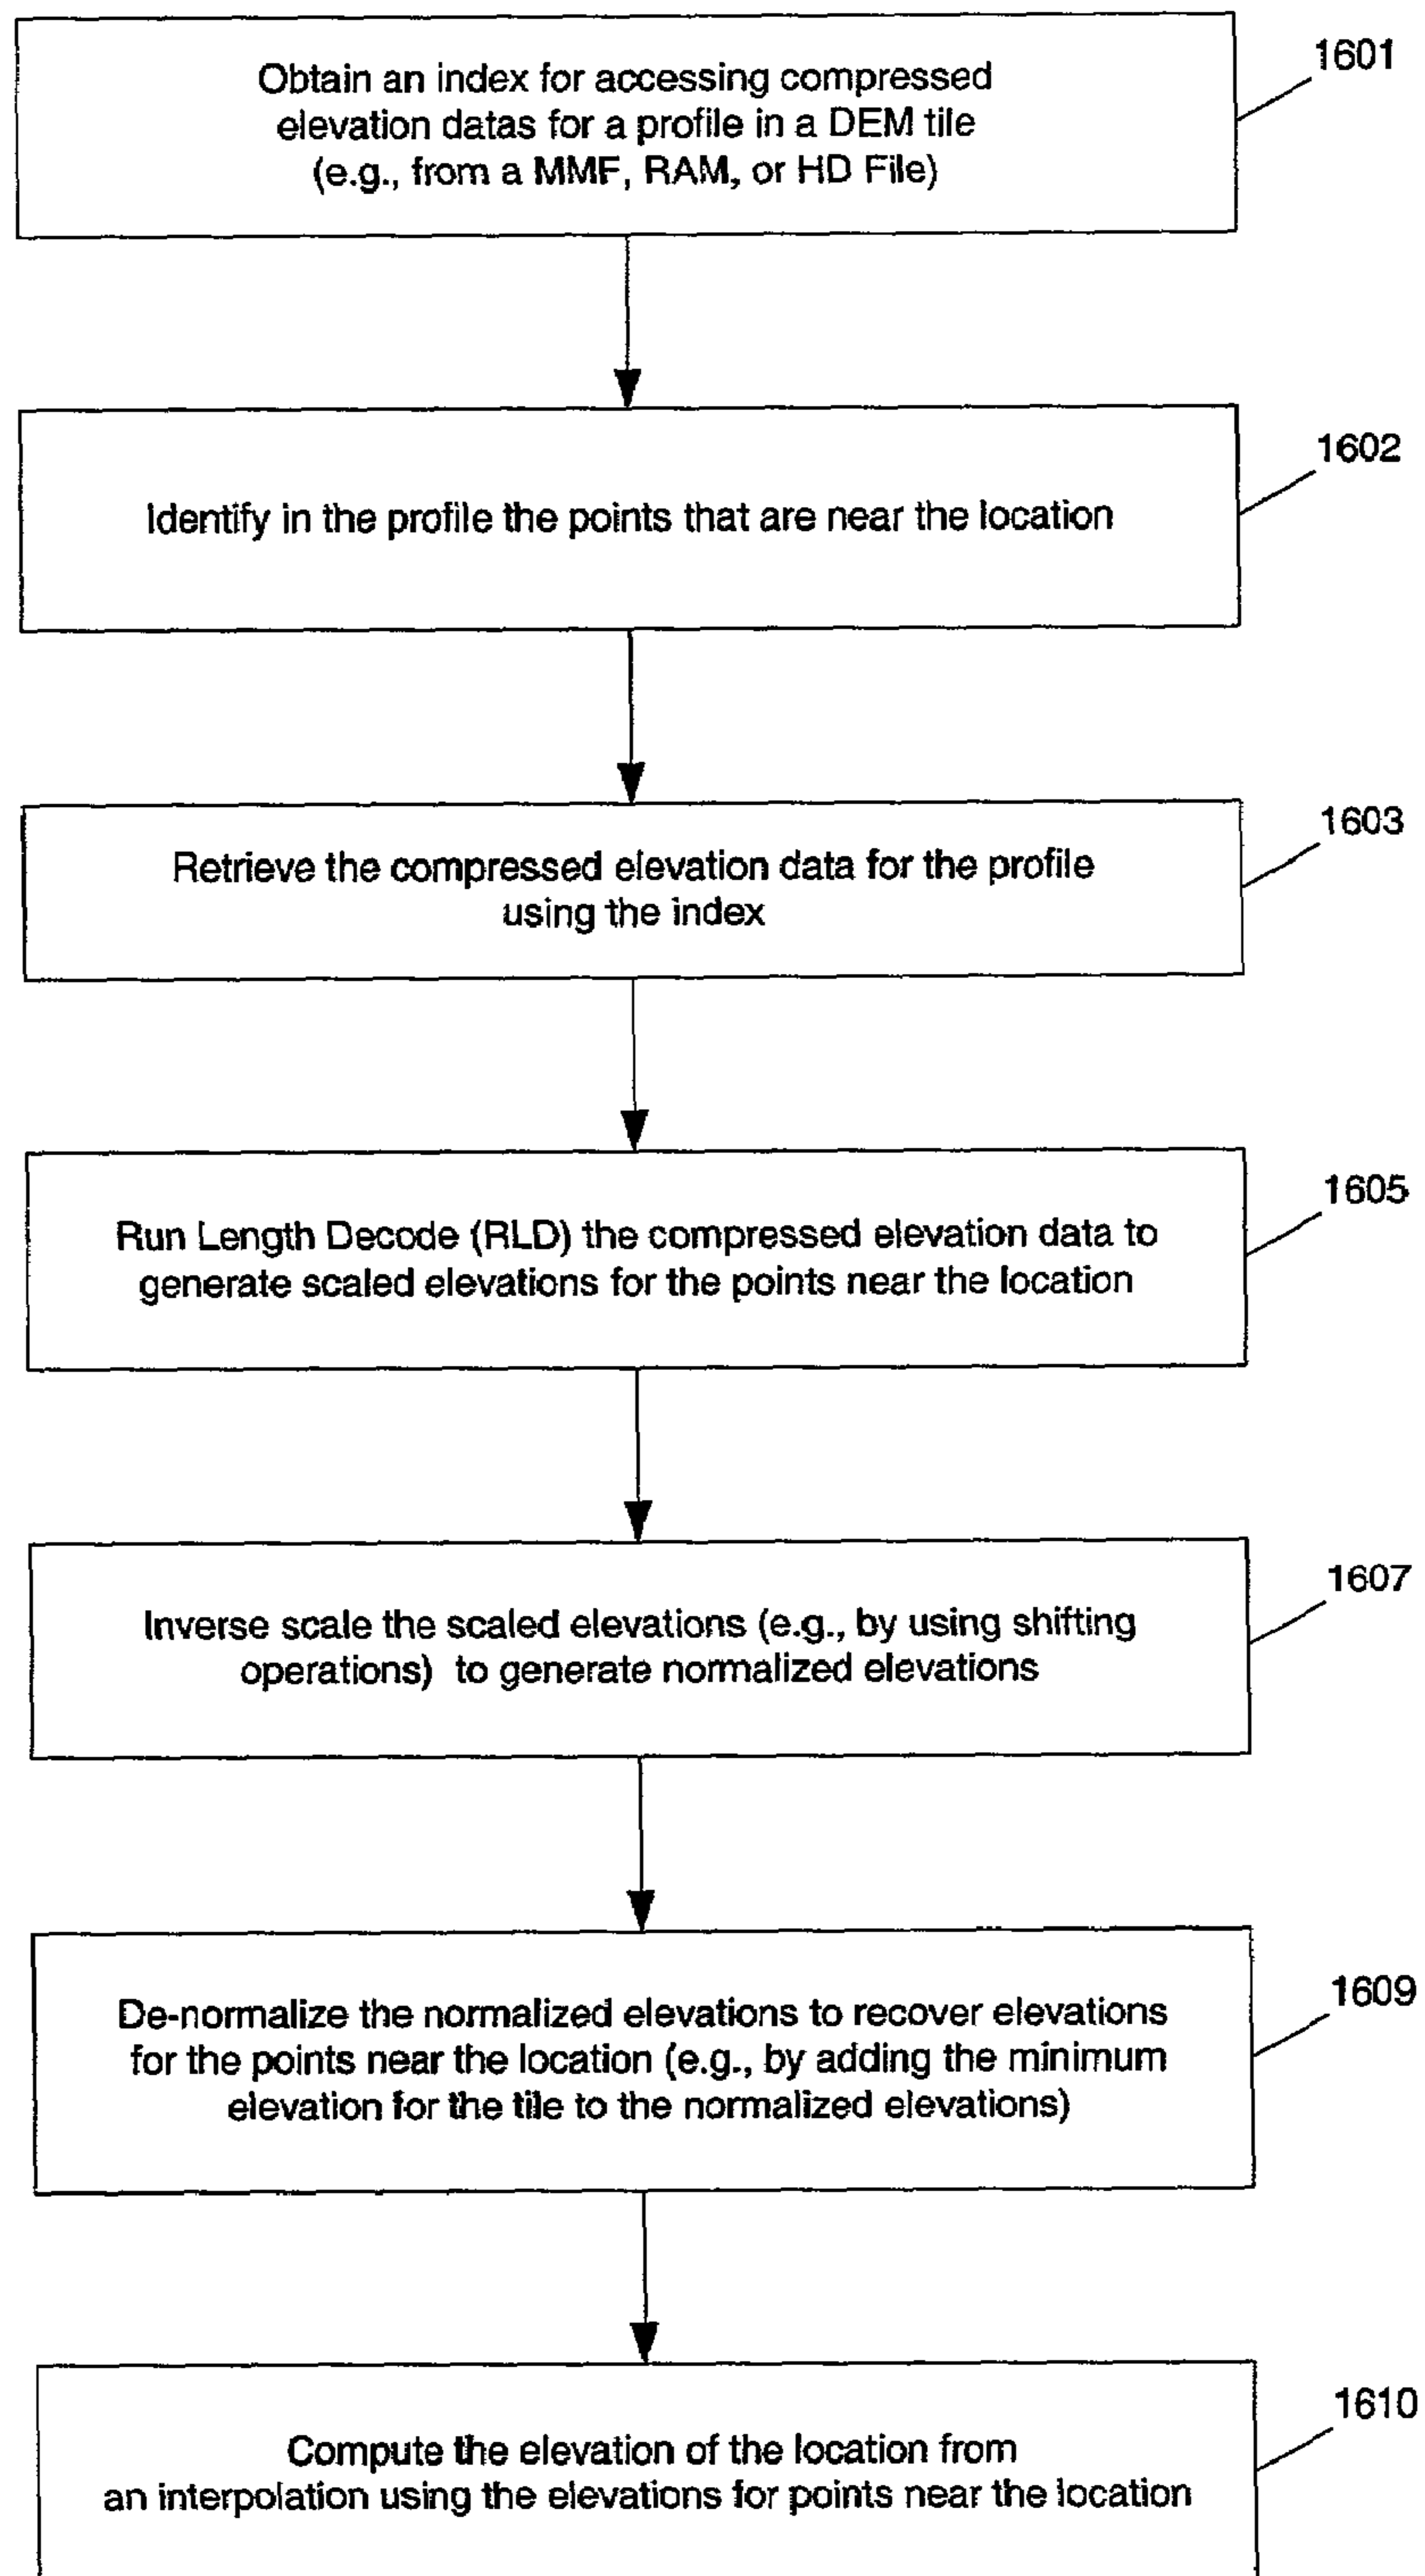 Obtain an index for accessing compressed
elevation datas for a profile in a DEM tile
(e.g., from a MMF, RAM, or HD File)
1601
Identify in the profile the points that are near the location
1602
Retrieve the compressed elevation data for the profile
using the index
1603
Run Length Decode (RLD) the compressed elevation data to
generate scaled elevations for the points near the location
1605
Inverse scale the scaled elevations (e.g., by using shifting
operations) to generate normalized elevations
1607
De-normalize the normalized elevations to recover elevations
for the points near the location (e.g., by adding the minimum
elevation for the tile to the normalized elevations)
1609
Compute the elevation of the location from
an interpolation using the elevations for points near the location
1610